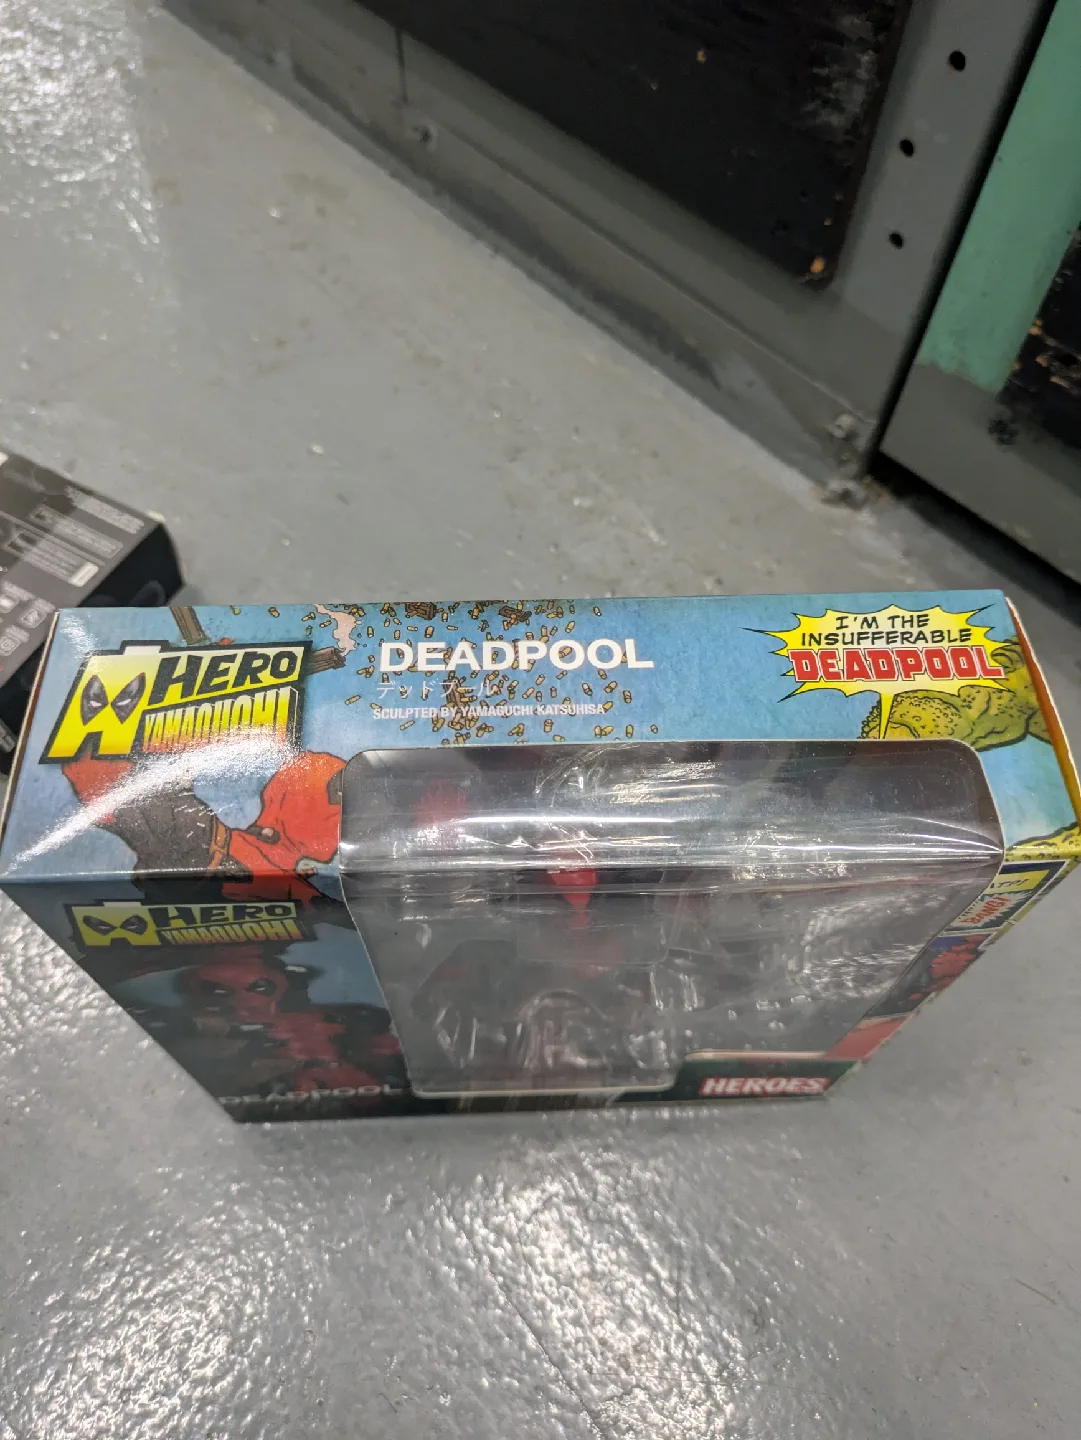 HERO
YAMAGUCHI
DEADPOOL
デッドプール
SCULPTED BY YAMAGUCHI KATSUHISA
I'M THE
INSUFFERABLE
DEADPOOL
HERO
YAMAGUCHI
DEADPOOL
HEROES